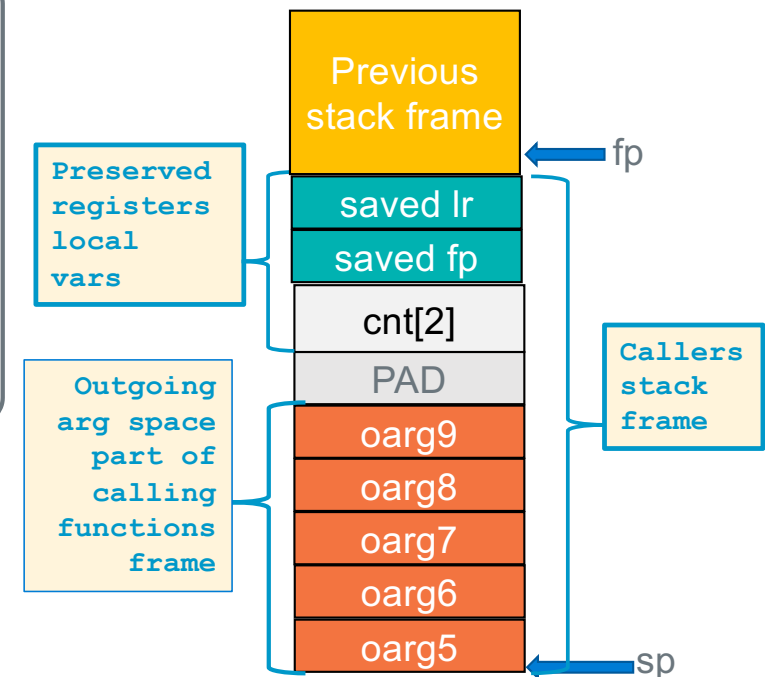 Previous
stack frame
fp
Preserved
registers
local
vars
saved lr
saved fp
cnt[2]
PAD
Callers
stack
frame
Outgoing
arg space
part of
calling
functions
frame
oarg9
oarg8
oarg7
oarg6
oarg5
sp